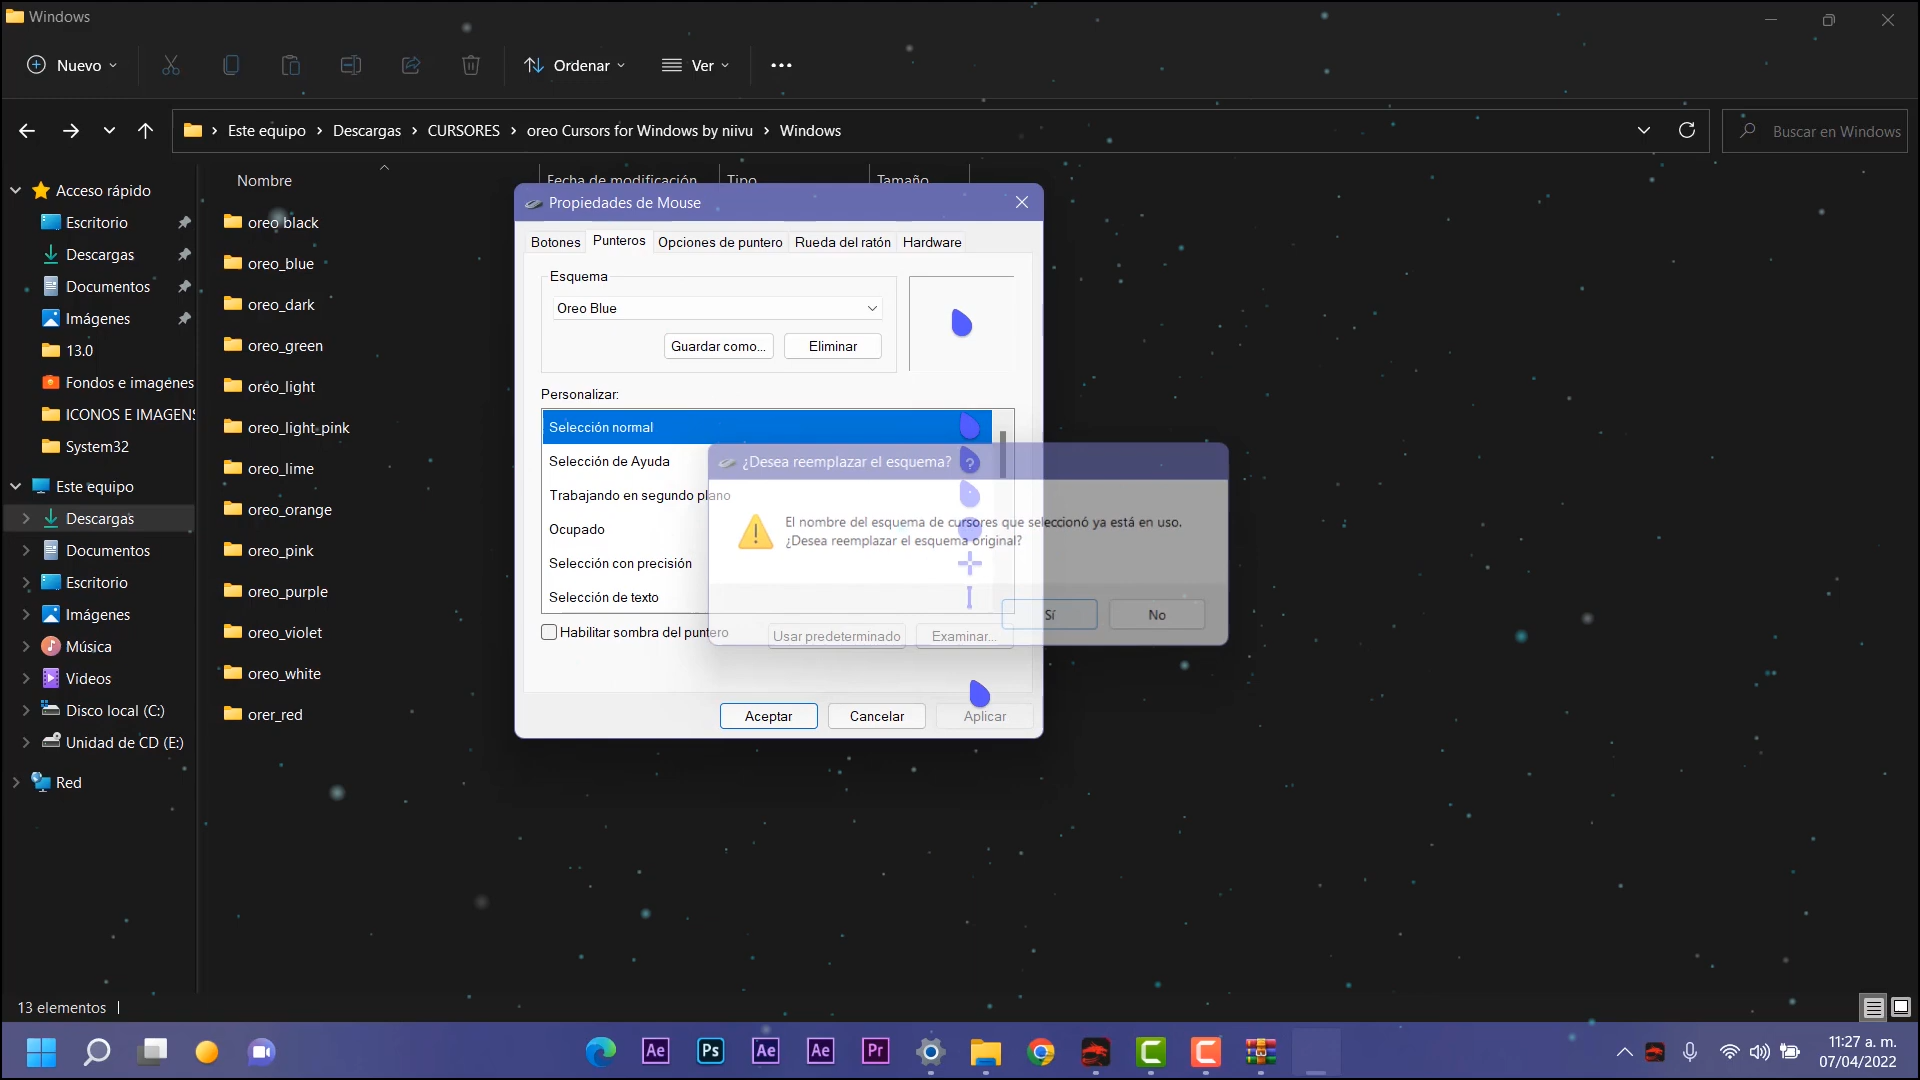 Windows
Nuevo
Ordenar
Ver
Este equipo
Descargas
CURSORES
oreo Cursors for Windows by niivu
Windows
Buscar en Windows
Nombre
Fecha de modificación
Tipo
Tamaño
Acceso rápido
Escritorio
Descargas
Documentos
Imágenes
13.0
Fondos e imagenes
ICONOS E IMAGENS
System32
Este equipo
Descargas
Documentos
Escritorio
Imágenes
Música
Videos
Disco local (C:)
Unidad de CD (E:)
Red
oreo black
oreo_blue
oreo_dark
oreo_green
oreo_light
oreo_light_pink
oreo_lime
oreo_orange
oreo_pink
oreo_purple
oreo_violet
oreo_white
orer_red
Propiedades de Mouse
Botones
Punteros
Opciones de puntero
Rueda del ratón
Hardware
Esquema
Oreo Blue
Guardar como...
Eliminar
Personalizar:
Selección normal
Selección de Ayuda
Trabajando en segundo plano
Ocupado
Selección con precisión
Selección de texto
Habilitar sombra del puntero
Usar predeterminado
Examinar...
Aceptar
Cancelar
Aplicar
¿Desea reemplazar el esquema?
El nombre del esquema de cursores que seleccionó ya está en uso.
¿Desea reemplazar el esquema original?
Sí
No
13 elementos
Ae
Ps
Ae
Ae
Pr
11:27 a. m.
07/04/2022